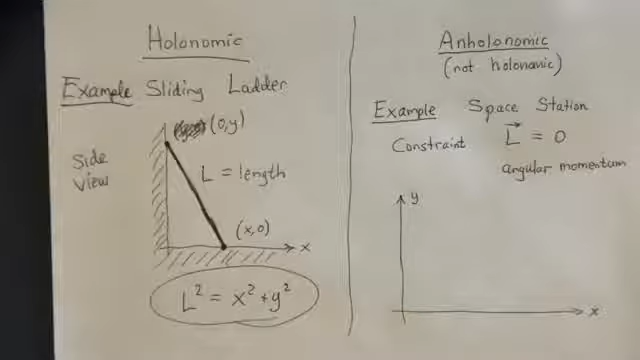 Holonomic
Example Sliding Ladder
(0,y)
Side
View
L = length
(x,0)
x
L² = x² + y²
Anholonomic
(not holonomic)
Example Space Station
Constraint L⃗ = 0
angular momentum
y
x